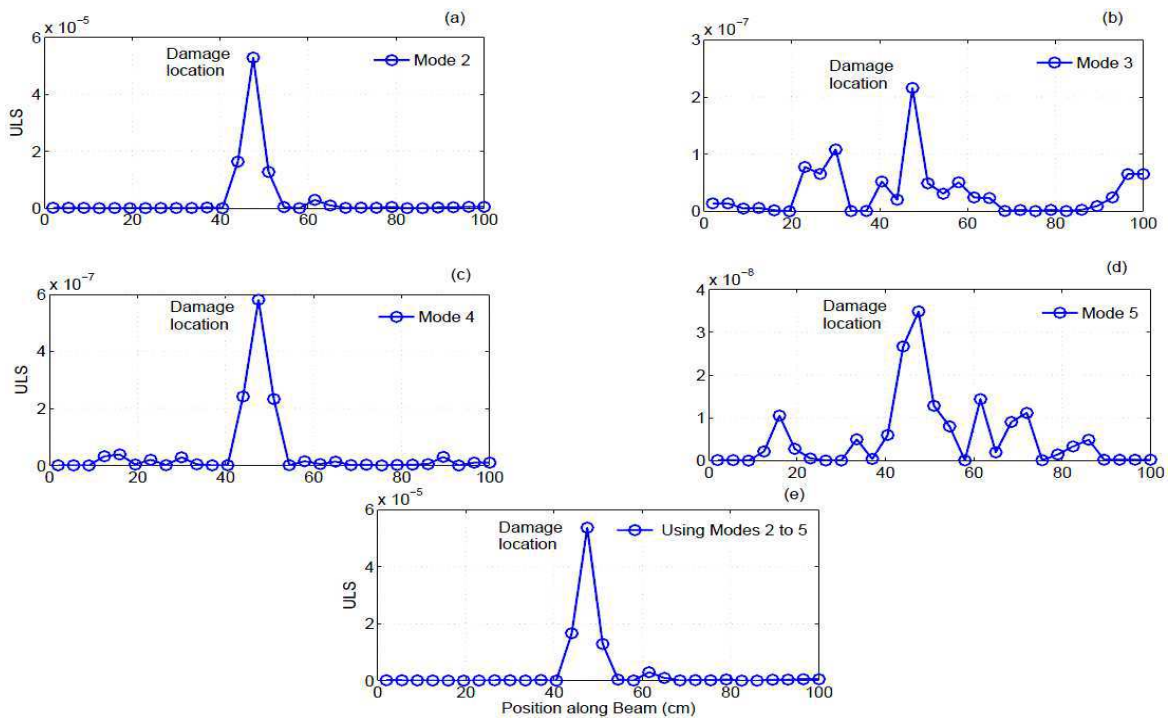 (a)
x 10⁻⁵
6
4
2
0
ULS
Damage
location
Mode 2
0 20 40 60 80 100
(b)
x 10⁻⁷
3
2
1
0
Damage
location
Mode 3
0 20 40 60 80 100
(c)
x 10⁻⁷
6
4
2
0
ULS
Damage
location
Mode 4
0 20 40 60 80 100
(d)
x 10⁻⁸
4
3
2
1
0
Damage
location
Mode 5
0 20 40 60 80 100
(e)
x 10⁻⁵
6
4
2
0
ULS
Damage
location
Using Modes 2 to 5
0 20 40 60 80 100
Position along Beam (cm)